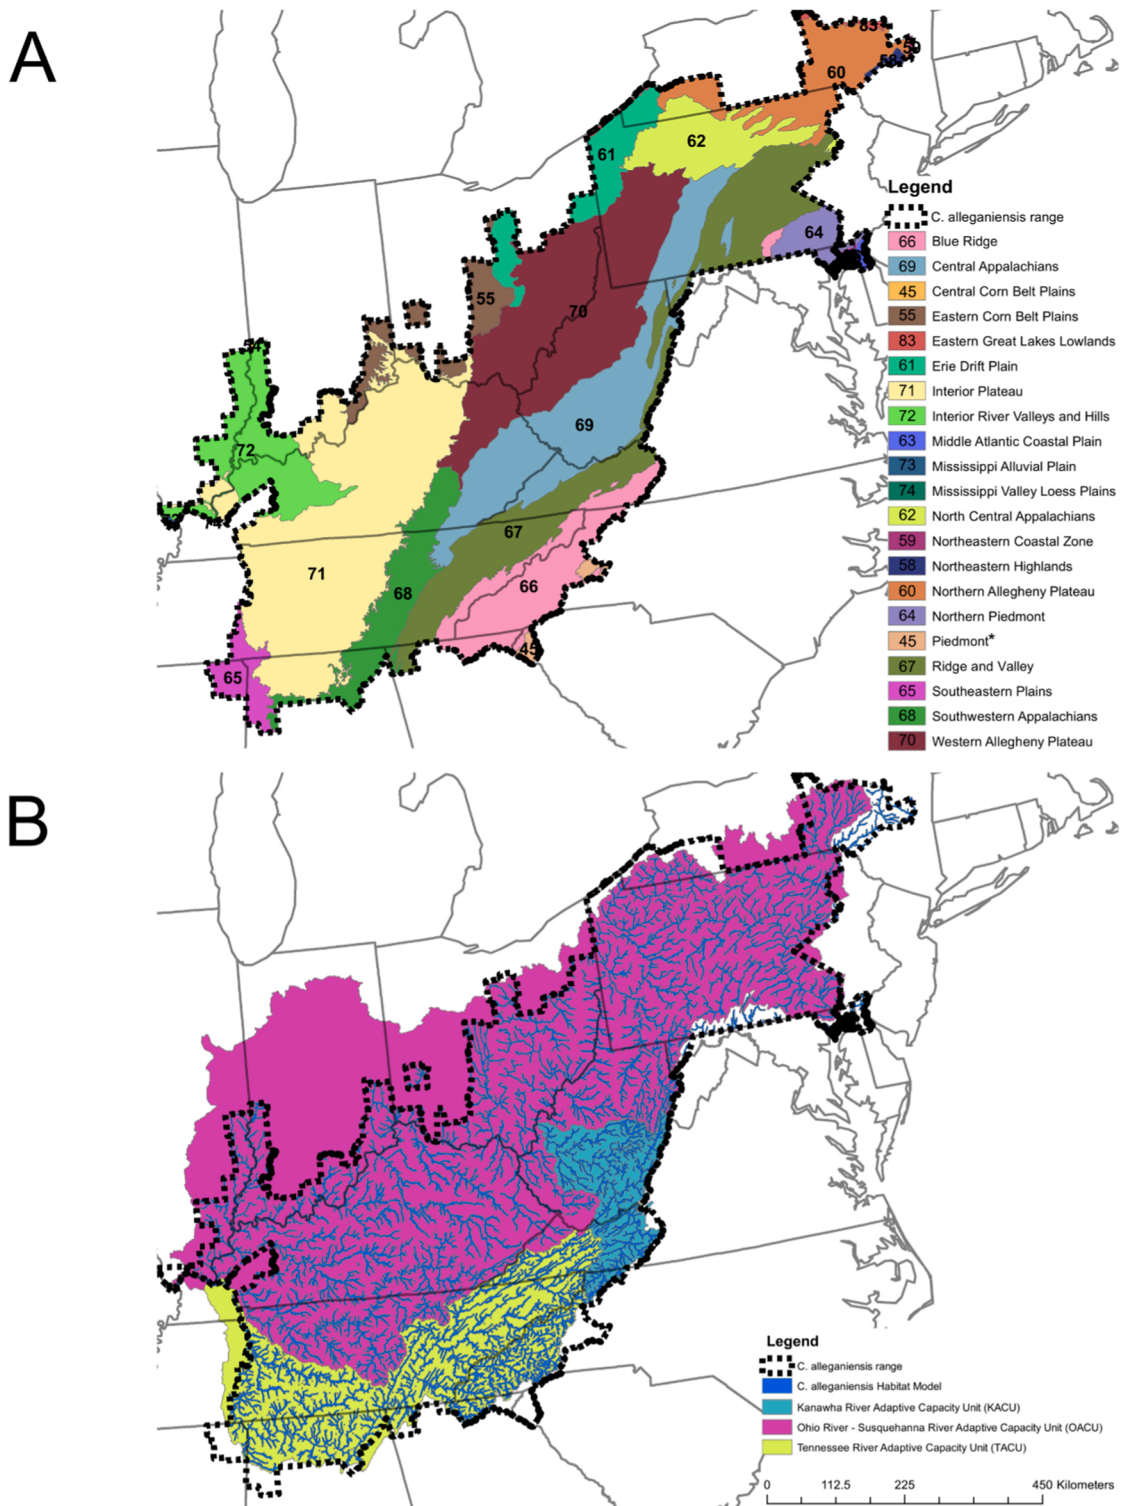 A
83
59
58
60
62
61
Legend
C. alleganiensis range
64
66 Blue Ridge
69 Central Appalachians
45 Central Corn Belt Plains
55
55 Eastern Corn Belt Plains
70
83 Eastern Great Lakes Lowlands
54
61 Erie Drift Plain
71 Interior Plateau
72 Interior River Valleys and Hills
69
72
63 Middle Atlantic Coastal Plain
73 Mississippi Alluvial Plain
74 Mississippi Valley Loess Plains
73
74
62 North Central Appalachians
67
59 Northeastern Coastal Zone
58 Northeastern Highlands
71
66
68
60 Northern Allegheny Plateau
64 Northern Piedmont
45 Piedmont*
45
67 Ridge and Valley
65
65 Southeastern Plains
68 Southwestern Appalachians
70 Western Allegheny Plateau
B
Legend
C. alleganiensis range
C. alleganiensis Habitat Model
Kanawha River Adaptive Capacity Unit (KACU)
Ohio River - Susquehanna River Adaptive Capacity Unit (OACU)
Tennessee River Adaptive Capacity Unit (TACU)
0 112.5 225 450 Kilometers